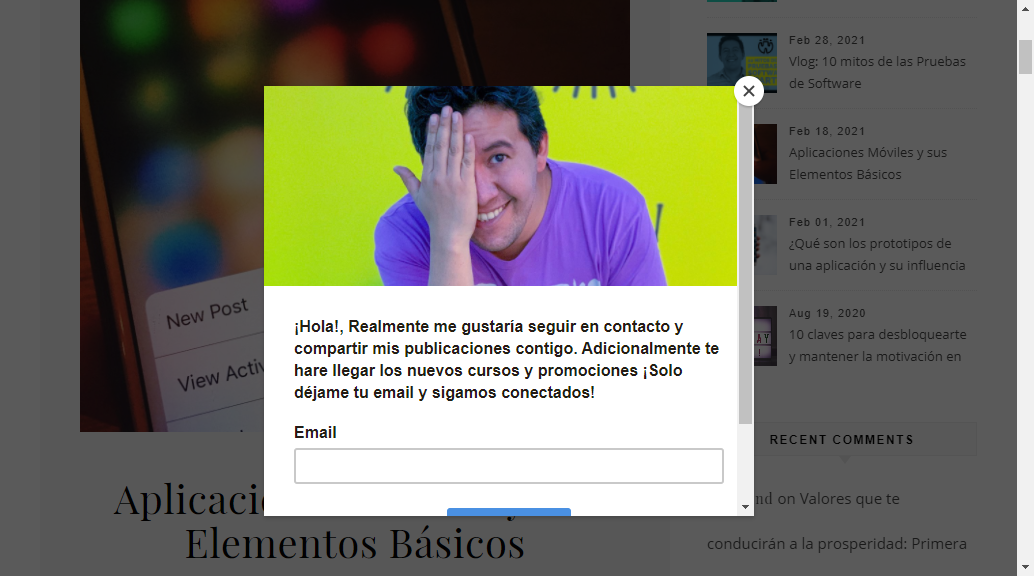 New Post
View Activ
Aplicaci
Elementos Básicos
¡Hola!, Realmente me gustaría seguir en contacto y
compartir mis publicaciones contigo. Adicionalmente te
hare llegar los nuevos cursos y promociones ¡Solo
déjame tu email y sigamos conectados!
Email
Feb 28, 2021
Vlog: 10 mitos de las Pruebas
de Software
Feb 18, 2021
Aplicaciones Móviles y sus
Elementos Básicos
Feb 01, 2021
¿Qué son los prototipos de
una aplicación y su influencia
Aug 19, 2020
10 claves para desbloquearte
y mantener la motivación en
RECENT COMMENTS
nd on Valores que te
conducirán a la prosperidad: Primera